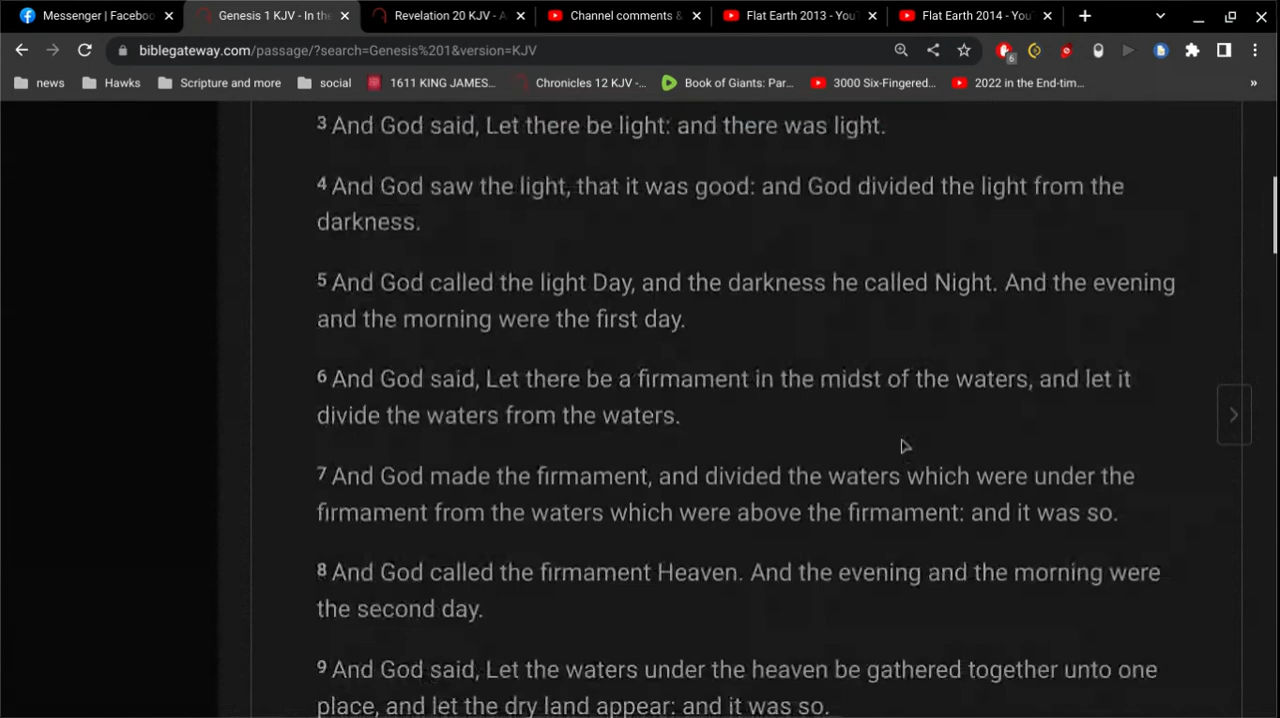 Messenger | Faceboo
Genesis 1 KJV - In the
Revelation 20 KJV - A
Channel comments &
Flat Earth 2013 - YouT
Flat Earth 2014 - YouT
biblegateway.com/passage/?search=Genesis%201&version=KJV
6
news
Hawks
Scripture and more
social
1611 KING JAMES...
Chronicles 12 KJV -...
Book of Giants: Par...
3000 Six-Fingered...
2022 in the End-tim...
»
3 And God said, Let there be light: and there was light.
4 And God saw the light, that it was good: and God divided the light from the
darkness.
5 And God called the light Day, and the darkness he called Night. And the evening
and the morning were the first day.
6 And God said, Let there be a firmament in the midst of the waters, and let it
divide the waters from the waters.
7 And God made the firmament, and divided the waters which were under the
firmament from the waters which were above the firmament: and it was so.
8 And God called the firmament Heaven. And the evening and the morning were
the second day.
9 And God said, Let the waters under the heaven be gathered together unto one
place, and let the dry land appear: and it was so.